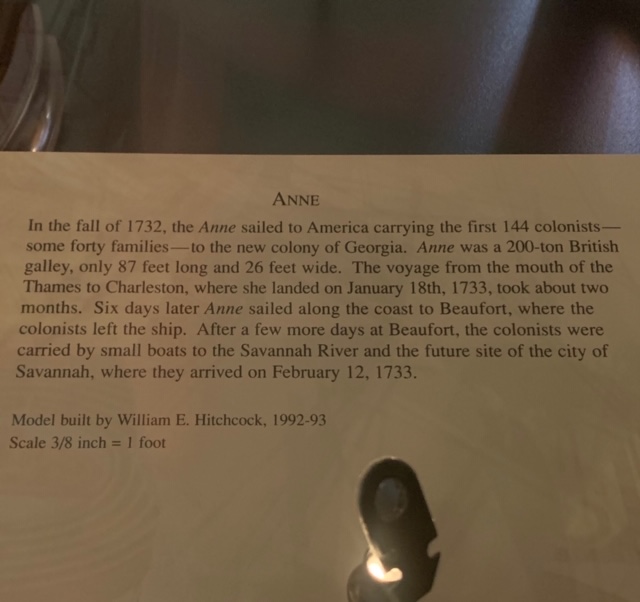 ANNE
In the fall of 1732, the Anne sailed to America carrying the first 144 colonists—
some forty families—to the new colony of Georgia. Anne was a 200-ton British
galley, only 87 feet long and 26 feet wide. The voyage from the mouth of the
Thames to Charleston, where she landed on January 18th, 1733, took about two
months. Six days later Anne sailed along the coast to Beaufort, where the
colonists left the ship. After a few more days at Beaufort, the colonists were
carried by small boats to the Savannah River and the future site of the city of
Savannah, where they arrived on February 12, 1733.
Model built by William E. Hitchcock, 1992-93
Scale 3/8 inch = 1 foot